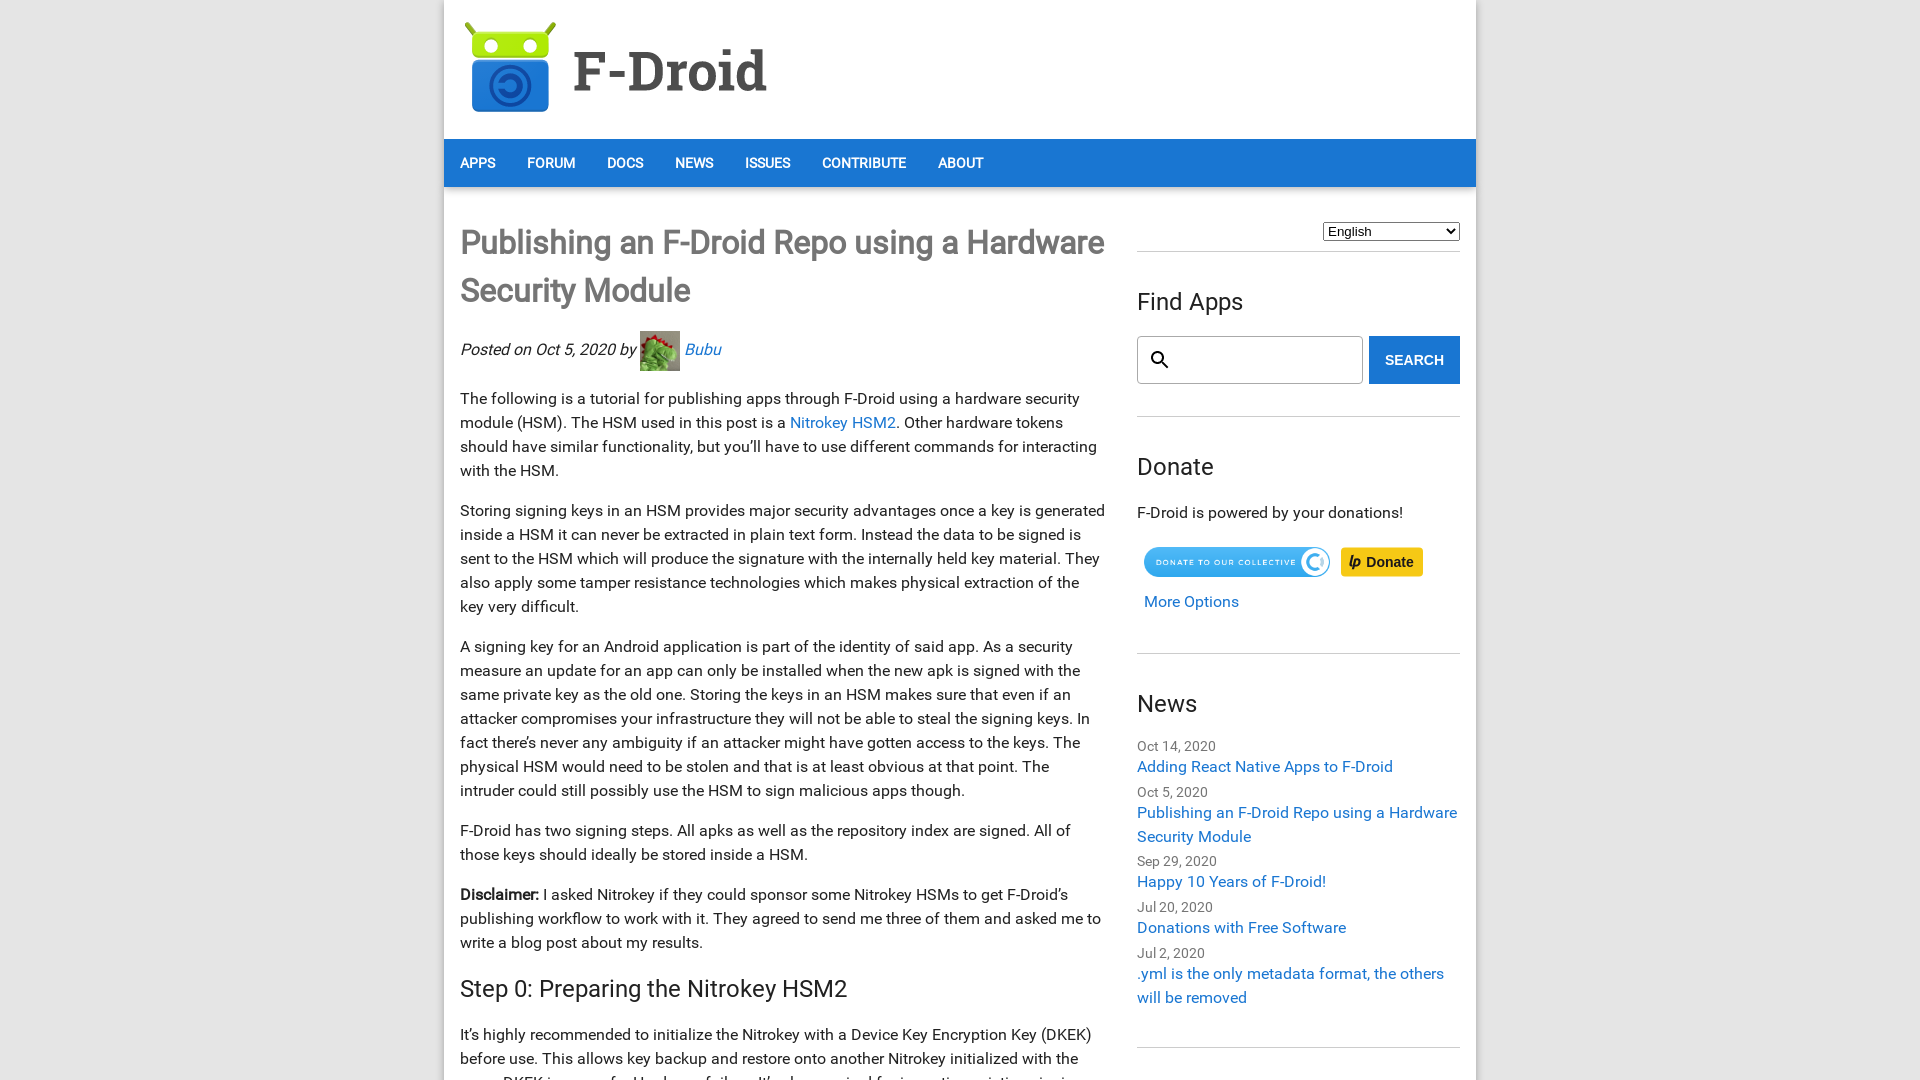 F-Droid
APPS
FORUM
DOCS
NEWS
ISSUES
CONTRIBUTE
ABOUT
Publishing an F-Droid Repo using a Hardware
Security Module
Posted on Oct 5, 2020 by Bubu
The following is a tutorial for publishing apps through F-Droid using a hardware security
module (HSM). The HSM used in this post is a Nitrokey HSM2. Other hardware tokens
should have similar functionality, but you’ll have to use different commands for interacting
with the HSM.
Storing signing keys in an HSM provides major security advantages once a key is generated
inside a HSM it can never be extracted in plain text form. Instead the data to be signed is
sent to the HSM which will produce the signature with the internally held key material. They
also apply some tamper resistance technologies which makes physical extraction of the
key very difficult.
A signing key for an Android application is part of the identity of said app. As a security
measure an update for an app can only be installed when the new apk is signed with the
same private key as the old one. Storing the keys in an HSM makes sure that even if an
attacker compromises your infrastructure they will not be able to steal the signing keys. In
fact there’s never any ambiguity if an attacker might have gotten access to the keys. The
physical HSM would need to be stolen and that is at least obvious at that point. The
intruder could still possibly use the HSM to sign malicious apps though.
F-Droid has two signing steps. All apks as well as the repository index are signed. All of
those keys should ideally be stored inside a HSM.
Disclaimer: I asked Nitrokey if they could sponsor some Nitrokey HSMs to get F-Droid’s
publishing workflow to work with it. They agreed to send me three of them and asked me to
write a blog post about my results.
Step 0: Preparing the Nitrokey HSM2
It’s highly recommended to initialize the Nitrokey with a Device Key Encryption Key (DKEK)
before use. This allows key backup and restore onto another Nitrokey initialized with the
English
Find Apps
SEARCH
Donate
F-Droid is powered by your donations!
DONATE TO OUR COLLECTIVE
lp Donate
More Options
News
Oct 14, 2020
Adding React Native Apps to F-Droid
Oct 5, 2020
Publishing an F-Droid Repo using a Hardware
Security Module
Sep 29, 2020
Happy 10 Years of F-Droid!
Jul 20, 2020
Donations with Free Software
Jul 2, 2020
.yml is the only metadata format, the others
will be removed